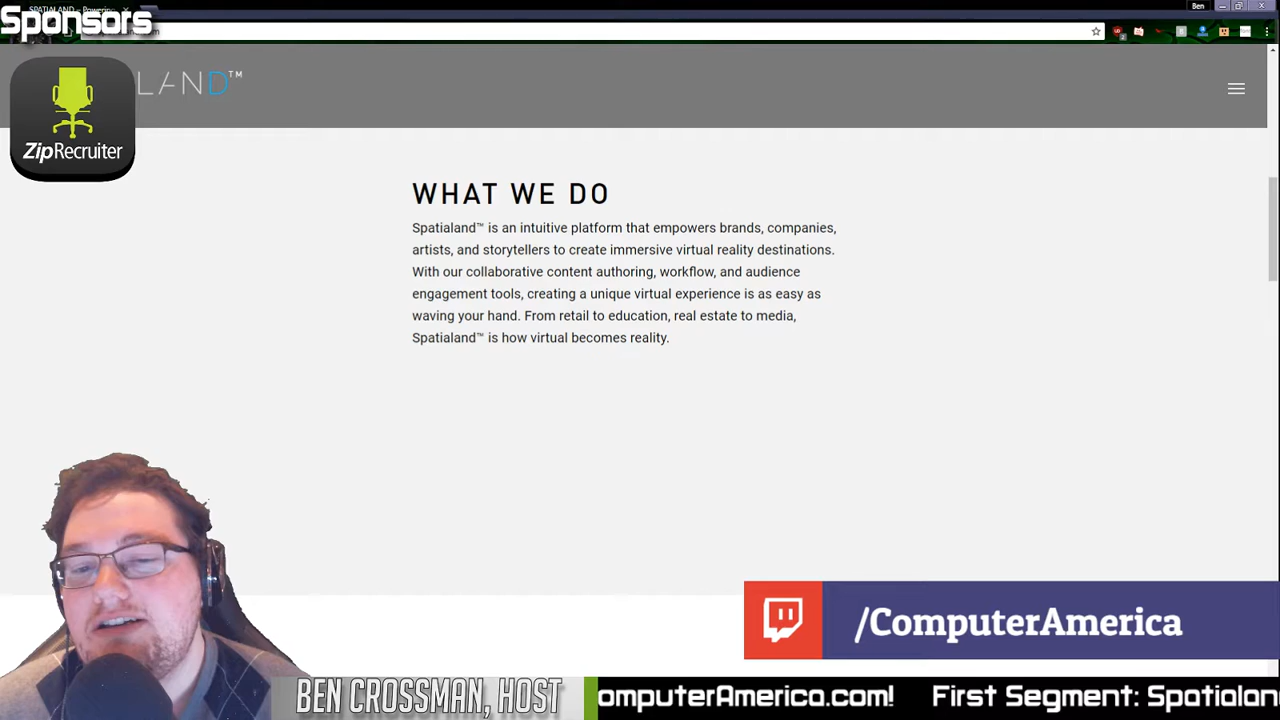 SPATIALAND - Powering
Ben
Sponsors
LAND™
ZipRecruiter
WHAT WE DO
Spatialand™ is an intuitive platform that empowers brands, companies,
artists, and storytellers to create immersive virtual reality destinations.
With our collaborative content authoring, workflow, and audience
engagement tools, creating a unique virtual experience is as easy as
waving your hand. From retail to education, real estate to media,
Spatialand™ is how virtual becomes reality.
/ComputerAmerica
BEN CROSSMAN, HOST
omputerAmerica.com! First Segment: Spatialan